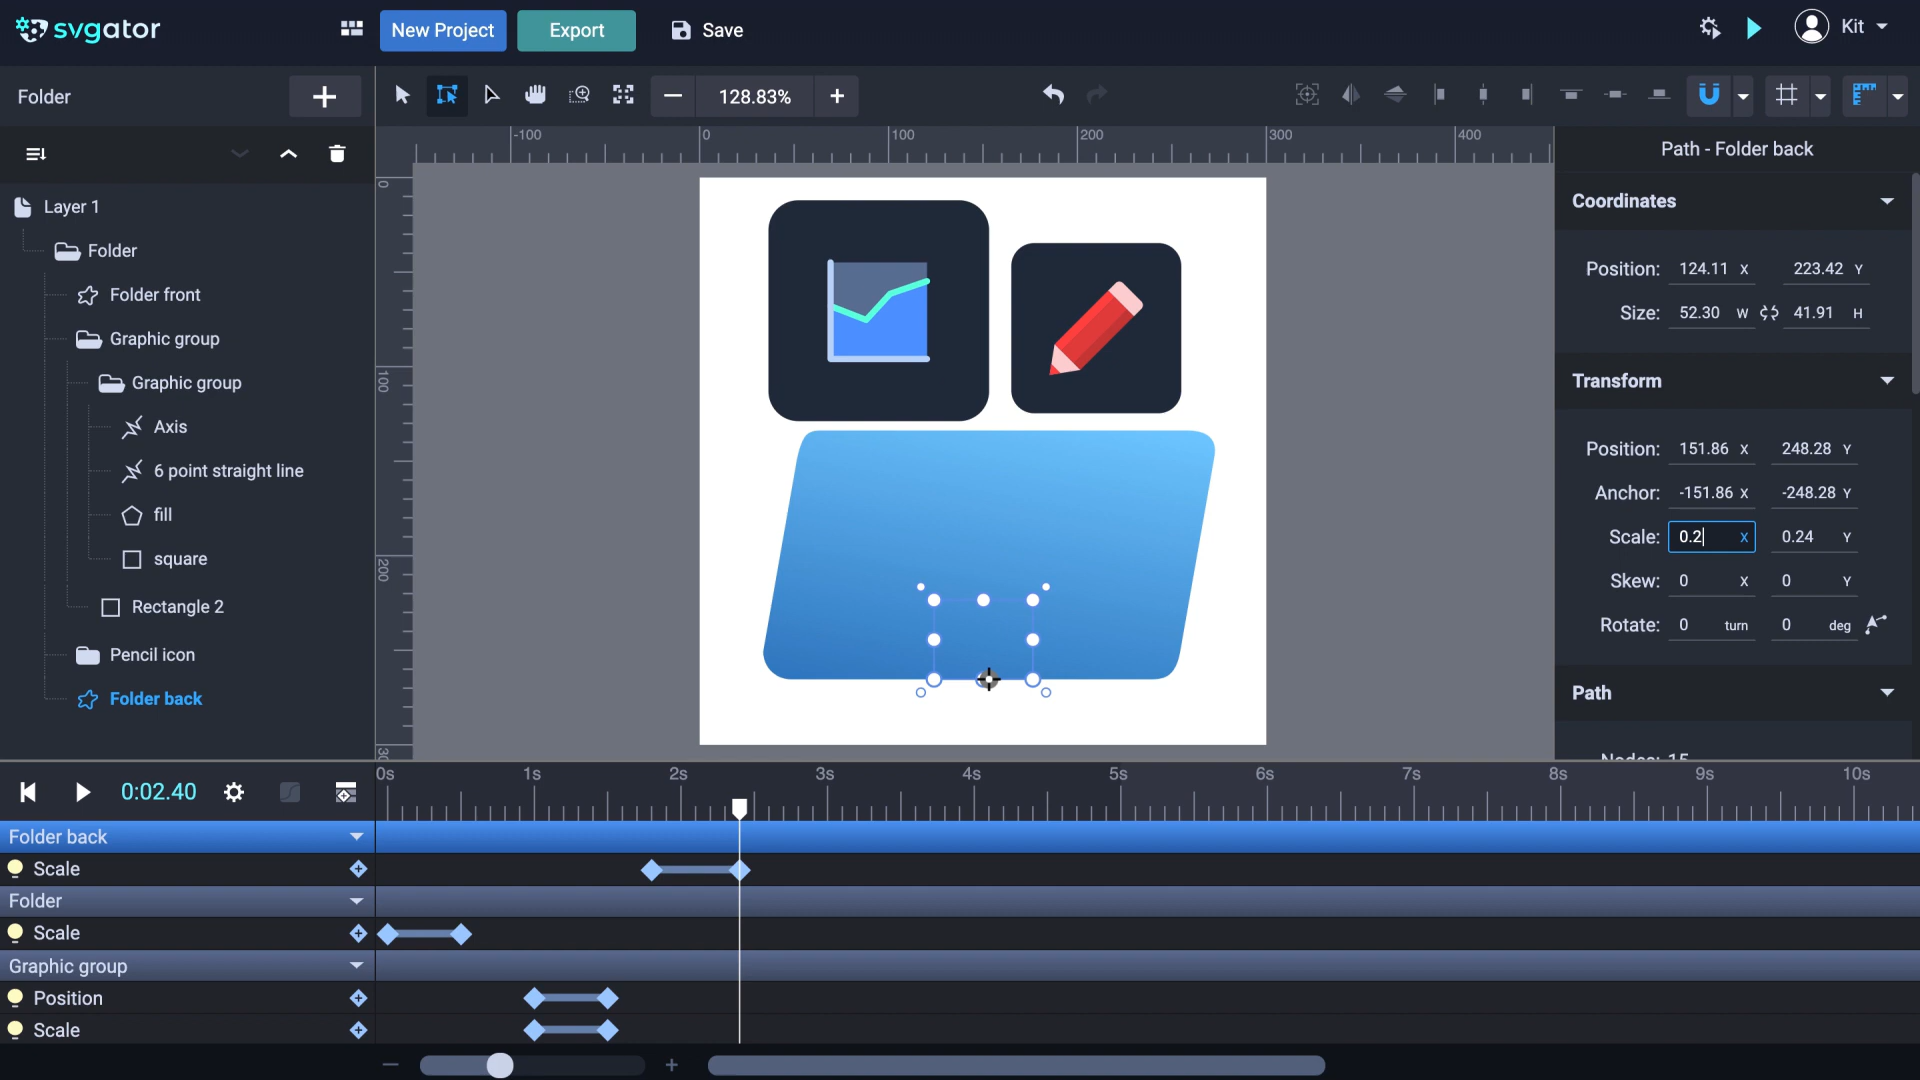 svgator
New Project
Export
Save
Kit
Folder
128.83%
-100
0
100
200
300
400
Path - Folder back
Layer 1
Folder
Folder front
Graphic group
Graphic group
Axis
6 point straight line
fill
square
Rectangle 2
Pencil icon
Folder back
0
100
200
Coordinates
Position: 124.11 X 223.42 Y
Size: 52.30 W 41.91 H
Transform
Position: 151.86 X 248.28 Y
Anchor: -151.86 X -248.28 Y
Scale: 0.2 X 0.24 Y
Skew: 0 X 0 Y
Rotate: 0 turn 0 deg
Path
Nodes: 15
0:02.40
0s 1s 2s 3s 4s 5s 6s 7s 8s 9s 10s
Folder back
Scale
Folder
Scale
Graphic group
Position
Scale